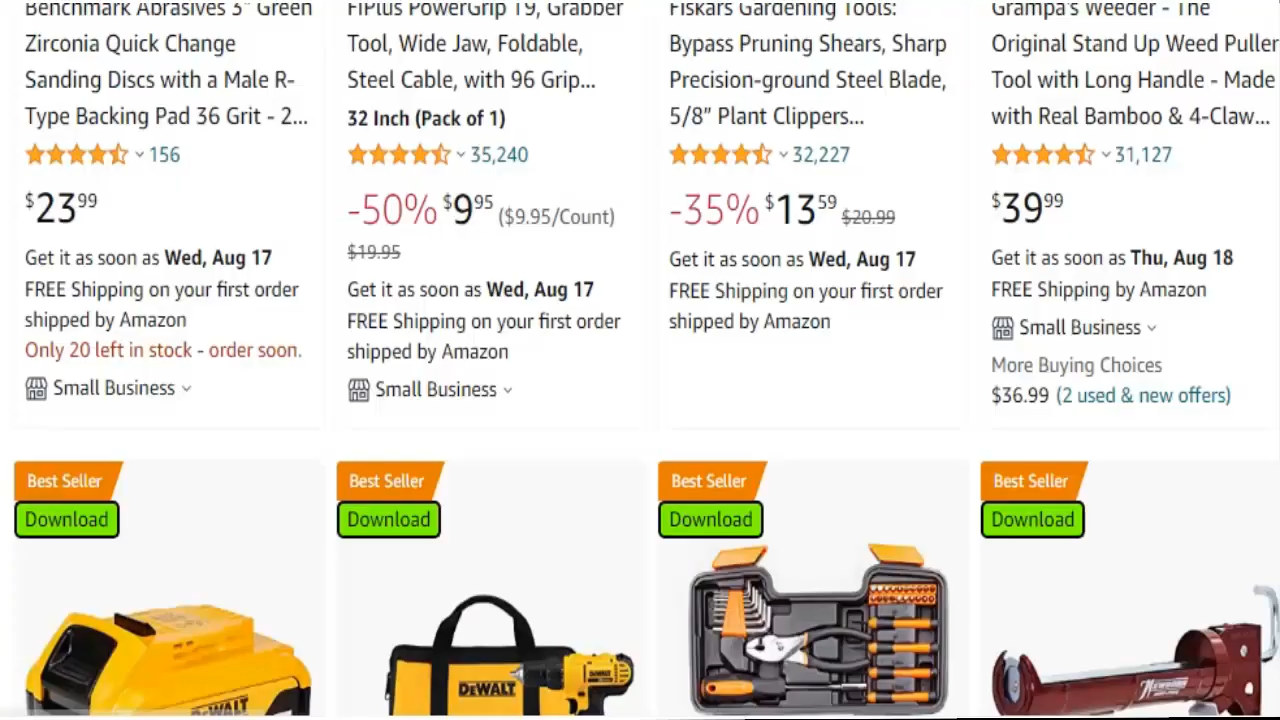 Benchmark Abrasives 3" Green
Zirconia Quick Change
Sanding Discs with a Male R-
Type Backing Pad 36 Grit - 2...
156
$23.99
Get it as soon as Wed, Aug 17
FREE Shipping on your first order
shipped by Amazon
Only 20 left in stock - order soon.
Small Business
FiPlus PowerGrip T9, Grabber
Tool, Wide Jaw, Foldable,
Steel Cable, with 96 Grip...
32 Inch (Pack of 1)
35,240
-50% $9.95 ($9.95/Count)
$19.95
Get it as soon as Wed, Aug 17
FREE Shipping on your first order
shipped by Amazon
Small Business
Fiskars Gardening Tools:
Bypass Pruning Shears, Sharp
Precision-ground Steel Blade,
5/8” Plant Clippers...
32,227
-35% $13.59 $20.99
Get it as soon as Wed, Aug 17
FREE Shipping on your first order
shipped by Amazon
Grampa's Weeder - The
Original Stand Up Weed Puller
Tool with Long Handle - Made
with Real Bamboo & 4-Claw...
31,127
$39.99
Get it as soon as Thu, Aug 18
FREE Shipping by Amazon
Small Business
More Buying Choices
$36.99 (2 used & new offers)
Best Seller
Download
DEWALT
Best Seller
Download
DEWALT
Best Seller
Download
Best Seller
Download
Newborn